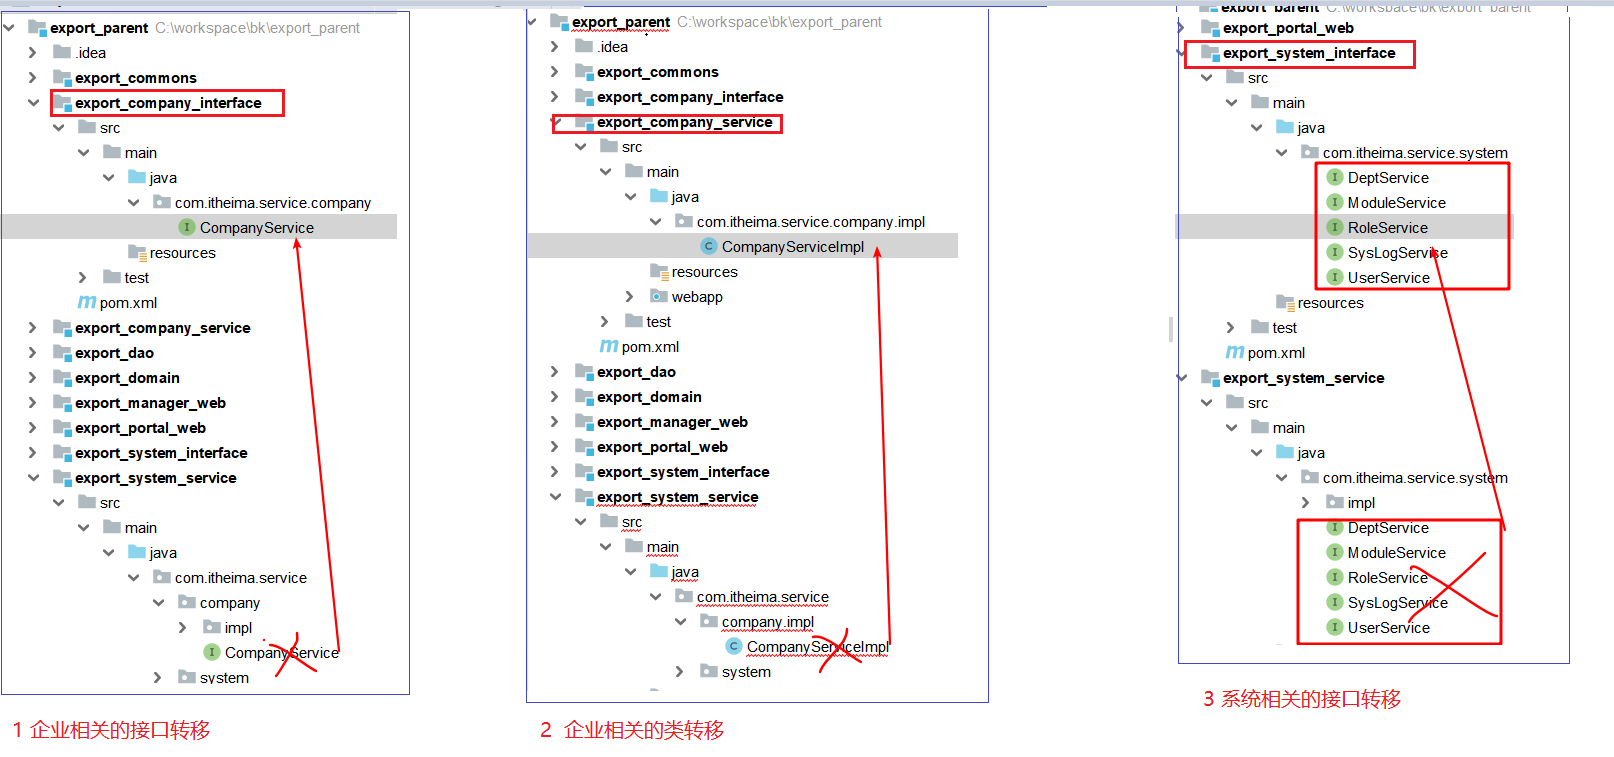 export_parent C:\workspace\bk\export_parent
.idea
export_commons
export_company_interface
src
main
java
com.itheima.service.company
CompanyService
resources
test
pom.xml
export_company_service
export_dao
export_domain
export_manager_web
export_portal_web
export_system_interface
export_system_service
src
main
java
com.itheima.service
company
impl
CompanyService
system
1 企业相关的接口转移
export_parent C:\workspace\bk\export_parent
.idea
export_commons
export_company_interface
export_company_service
src
main
java
com.itheima.service.company.impl
CompanyServiceImpl
resources
webapp
test
pom.xml
export_dao
export_domain
export_manager_web
export_portal_web
export_system_interface
export_system_service
src
main
java
com.itheima.service
company.impl
CompanyServiceImpl
system
2 企业相关的类转移
export_parent C:\workspace\bk\export_parent
export_portal_web
export_system_interface
src
main
java
com.itheima.service.system
DeptService
ModuleService
RoleService
SysLogService
UserService
resources
test
pom.xml
export_system_service
src
main
java
com.itheima.service.system
impl
DeptService
ModuleService
RoleService
SysLogService
UserService
3 系统相关的接口转移